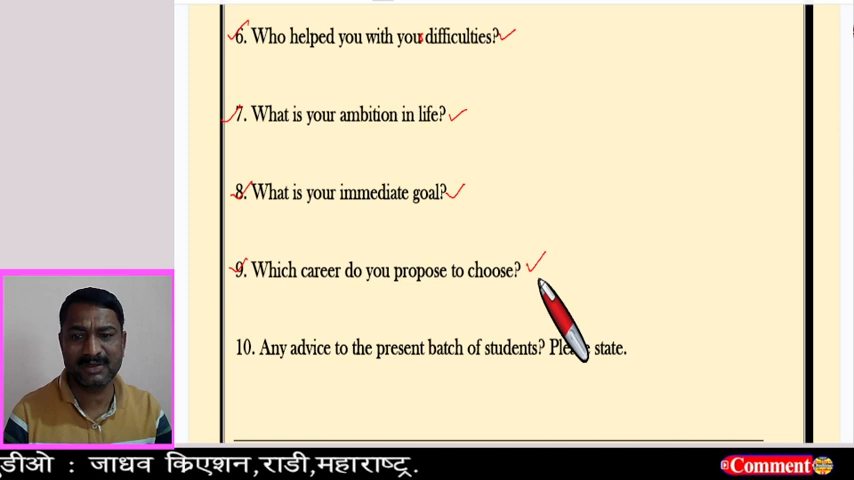 6. Who helped you with you difficulties?
7. What is your ambition in life?
8. What is your immediate goal?
9. Which career do you propose to choose?
10. Any advice to the present batch of students? Please state.
डीओ : जाधव क्रिएशन,राडी,महाराष्ट्र.
Comment